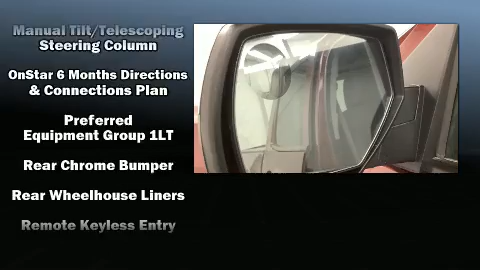 Manual Tilt/Telescoping
Steering Column
OnStar 6 Months Directions
& Connections Plan
Preferred
Equipment Group 1LT
Rear Chrome Bumper
Rear Wheelhouse Liners
Remote Keyless Entry